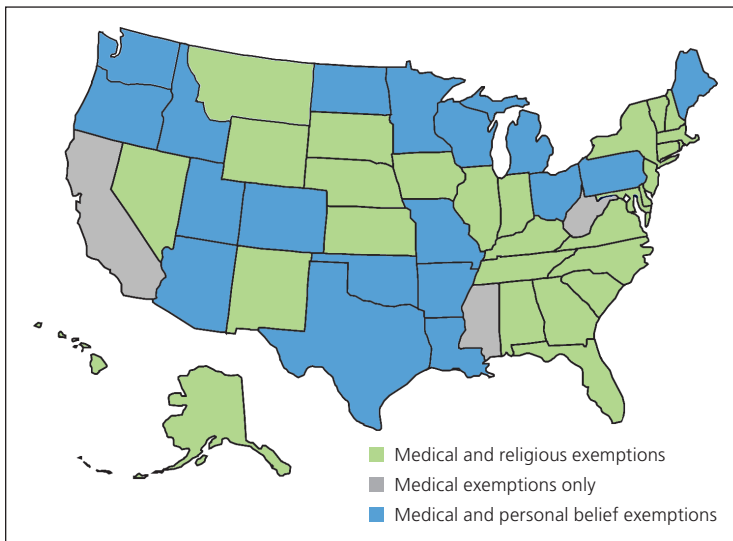 Medical and religious exemptions
Medical exemptions only
Medical and personal belief exemptions